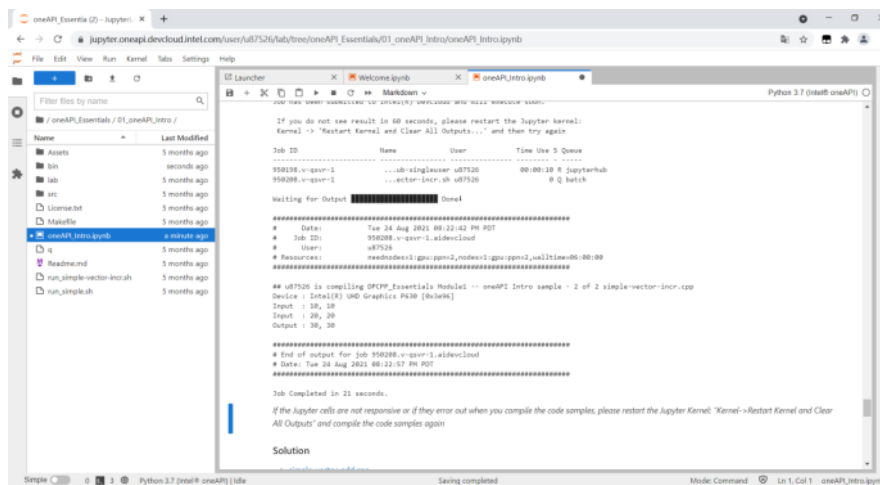 oneAPI_Essentia (2) - Jupyter
jupyter.oneapi.devcloud.intel.com/user/u87526/lab/tree/oneAPI_Essentials/01_oneAPI_Intro/oneAPI_Intro.ipynb
File Edit View Run Kernel Tabs Settings Help
Launcher
Welcome.ipynb
oneAPI_Intro.ipynb
Markdown
Python 3.7 (Intel® oneAPI)
Filter files by name
/ oneAPI_Essentials / 01_oneAPI_Intro /
Name Last Modified
Assets 5 months ago
bin seconds ago
lab 5 months ago
src 5 months ago
License.txt 5 months ago
Makefile 5 months ago
oneAPI_Intro.ipynb a minute ago
q 5 months ago
Readme.md 5 months ago
run_simple-vector-incr.sh 5 months ago
run_simple.sh 5 months ago
Job has been submitted to Intel(R) DevCloud and will execute soon.
If you do not see result in 60 seconds, please restart the Jupyter kernel:
Kernel -> 'Restart Kernel and Clear All Outputs...' and then try again
Job ID Name User Time Use S Queue
950198.v-qsvr-1 ...ub-singleuser u87526 00:00:10 R jupyterhub
950208.v-qsvr-1 ...ector-incr.sh u87526 0 Q batch
Waiting for Output Done!
########################################################################
# Date: Tue 24 Aug 2021 08:22:42 PM PDT
# Job ID: 950208.v-qsvr-1.aidevcloud
# User: u87526
# Resources: neednodes=1:gpu:ppn=2,nodes=1:gpu:ppn=2,walltime=06:00:00
########################################################################
## u87526 is compiling DPCPP_Essentials Module1 -- oneAPI Intro sample - 2 of 2 simple-vector-incr.cpp
Device : Intel(R) UHD Graphics P630 [0x3e96]
Input : 10, 10
Input : 20, 20
Output : 30, 30
########################################################################
# End of output for job 950208.v-qsvr-1.aidevcloud
# Date: Tue 24 Aug 2021 08:22:57 PM PDT
########################################################################
Job Completed in 21 seconds.
If the Jupyter cells are not responsive or if they error out when you compile the code samples, please restart the Jupyter Kernel: "Kernel->Restart Kernel and Clear
All Outputs" and compile the code samples again
Solution
Simple 0 3 Python 3.7 (Intel® oneAPI) | Idle Saving completed Mode: Command Ln 1, Col 1 oneAPI_Intro.ipyn